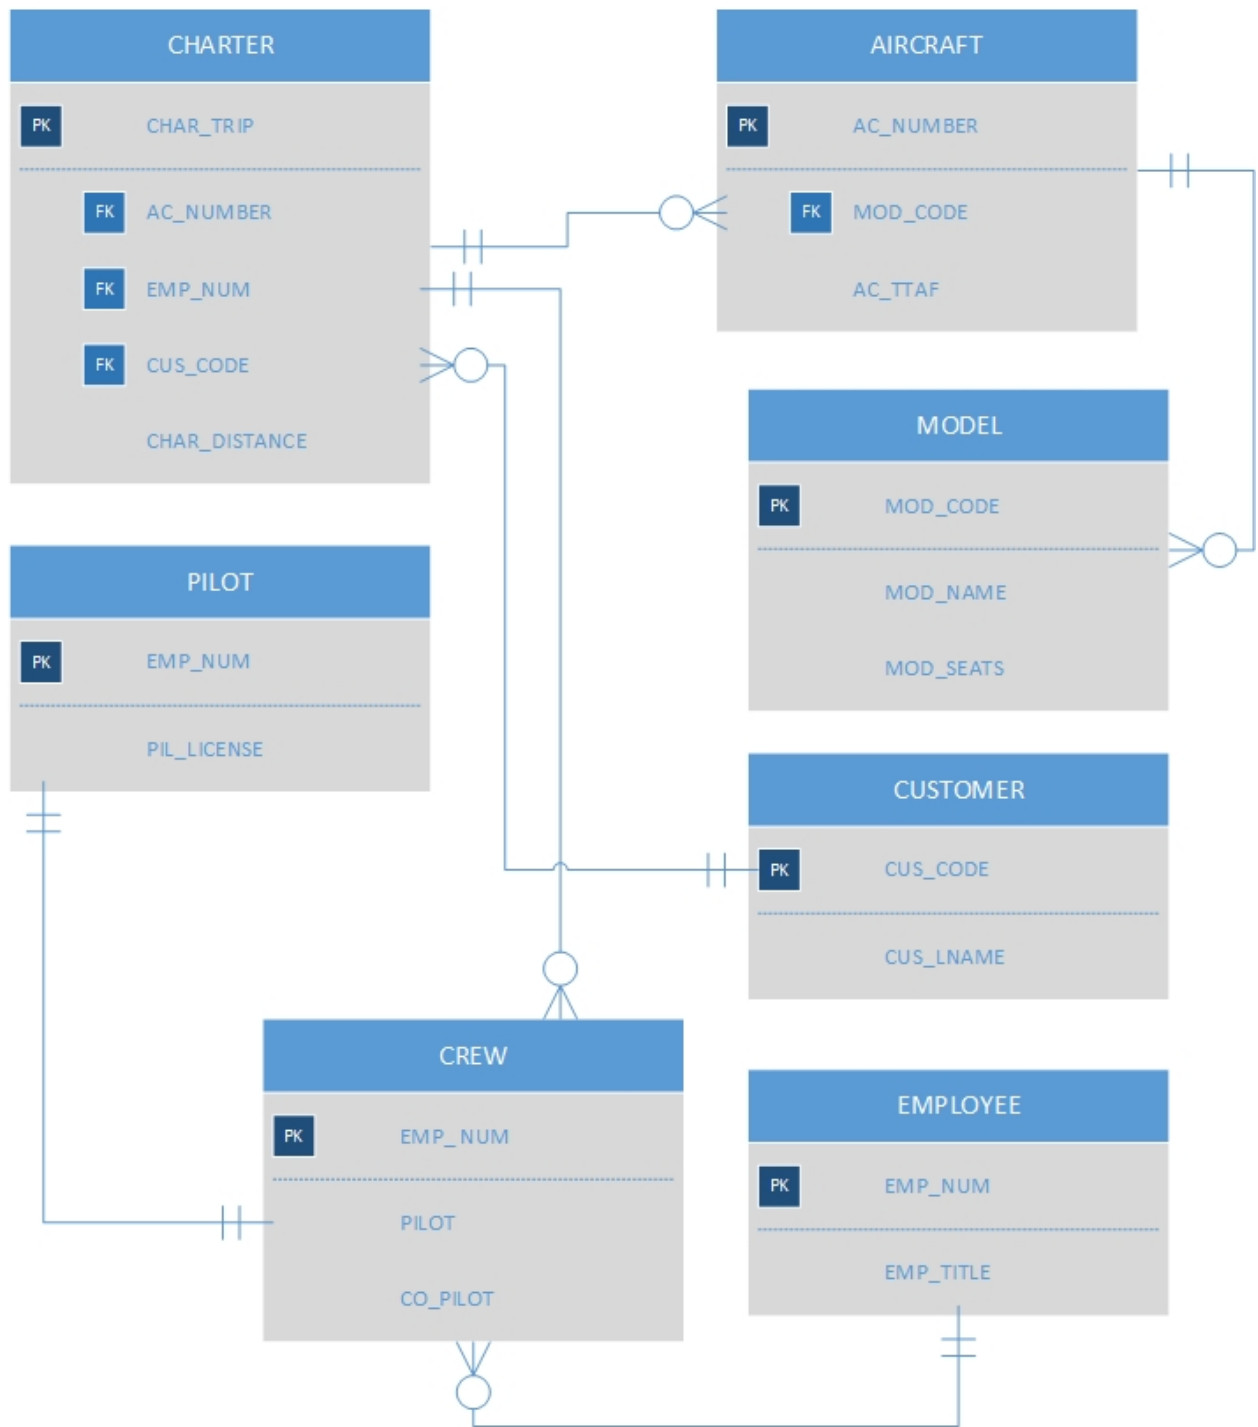 CHARTER
PK CHAR_TRIP
FK AC_NUMBER
FK EMP_NUM
FK CUS_CODE
CHAR_DISTANCE
AIRCRAFT
PK AC_NUMBER
FK MOD_CODE
AC_TTAF
MODEL
PK MOD_CODE
MOD_NAME
MOD_SEATS
PILOT
PK EMP_NUM
PIL_LICENSE
CUSTOMER
PK CUS_CODE
CUS_LNAME
CREW
PK EMP_NUM
PILOT
CO_PILOT
EMPLOYEE
PK EMP_NUM
EMP_TITLE